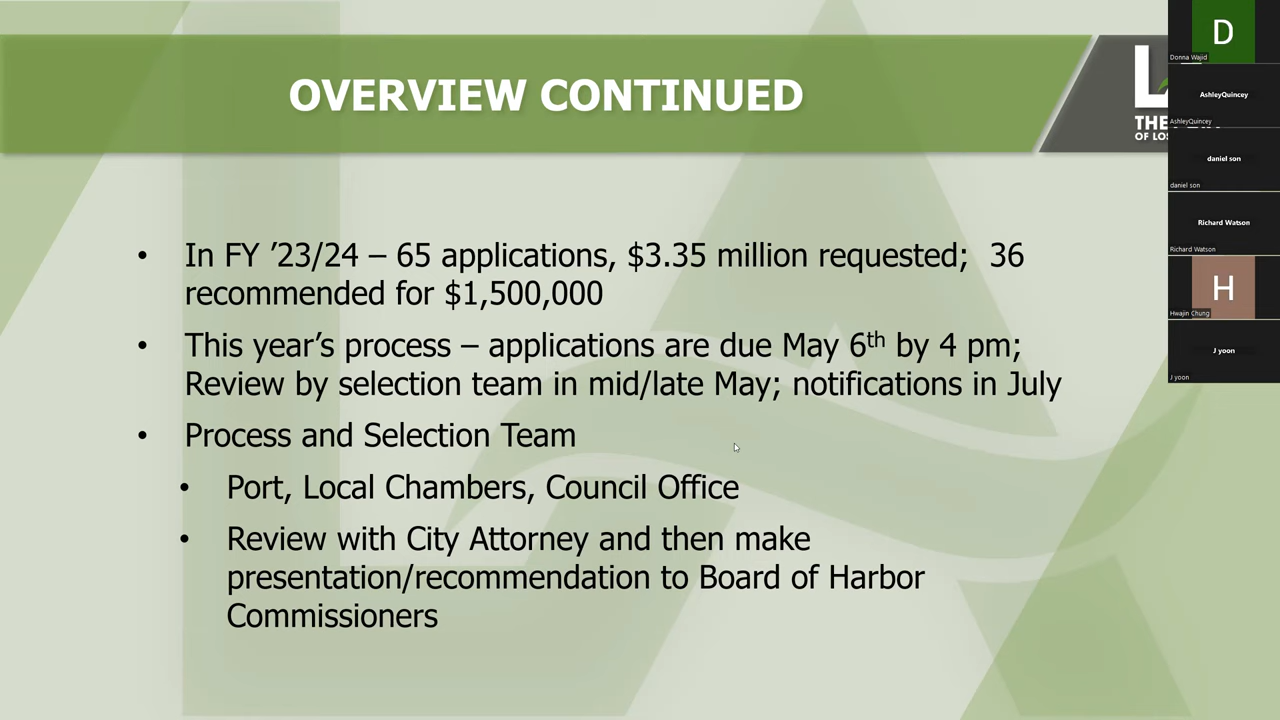 OVERVIEW CONTINUED
THE
OF LOS
• In FY ’23/24 – 65 applications, $3.35 million requested;  36
recommended for $1,500,000
• This year’s process – applications are due May 6th by 4 pm;
Review by selection team in mid/late May; notifications in July
• Process and Selection Team
• Port, Local Chambers, Council Office
• Review with City Attorney and then make
presentation/recommendation to Board of Harbor
Commissioners
D
Donna Wajid
AshleyQuincey
AshleyQuincey
daniel son
daniel son
Richard Watson
Richard Watson
H
Hwajin Chung
J yoon
J yoon